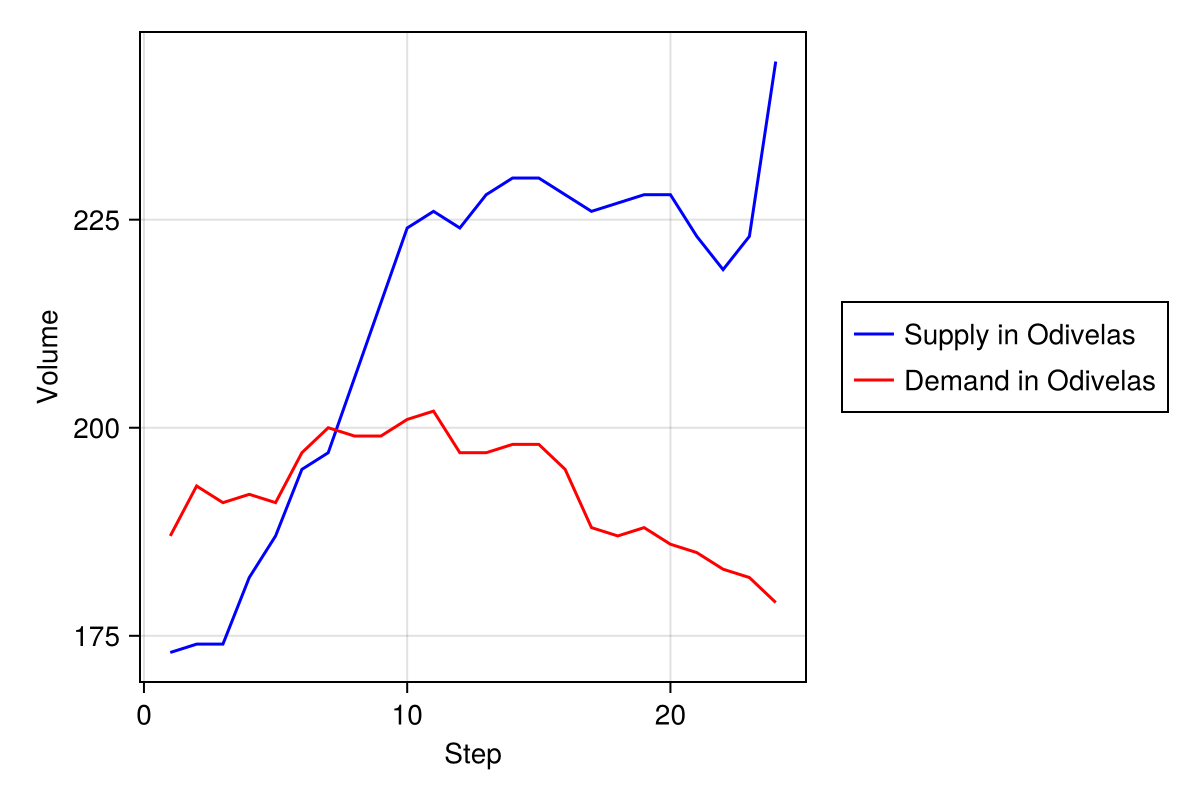 225
200
175
Volume
0 10 20
Step
Supply in Odivelas
Demand in Odivelas